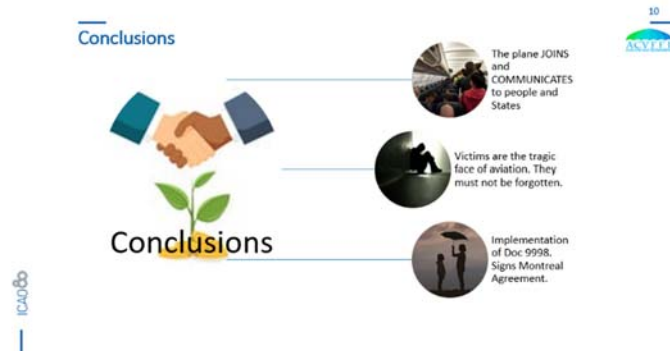 10
Conclusions
The plane JOINS
and
COMMUNICATES
to people and
States
Victims are the tragic
face of aviation. They
must not be forgotten.
Conclusions
Implementation
of Doc 9998.
Signs Montreal
Agreement.
ICAO